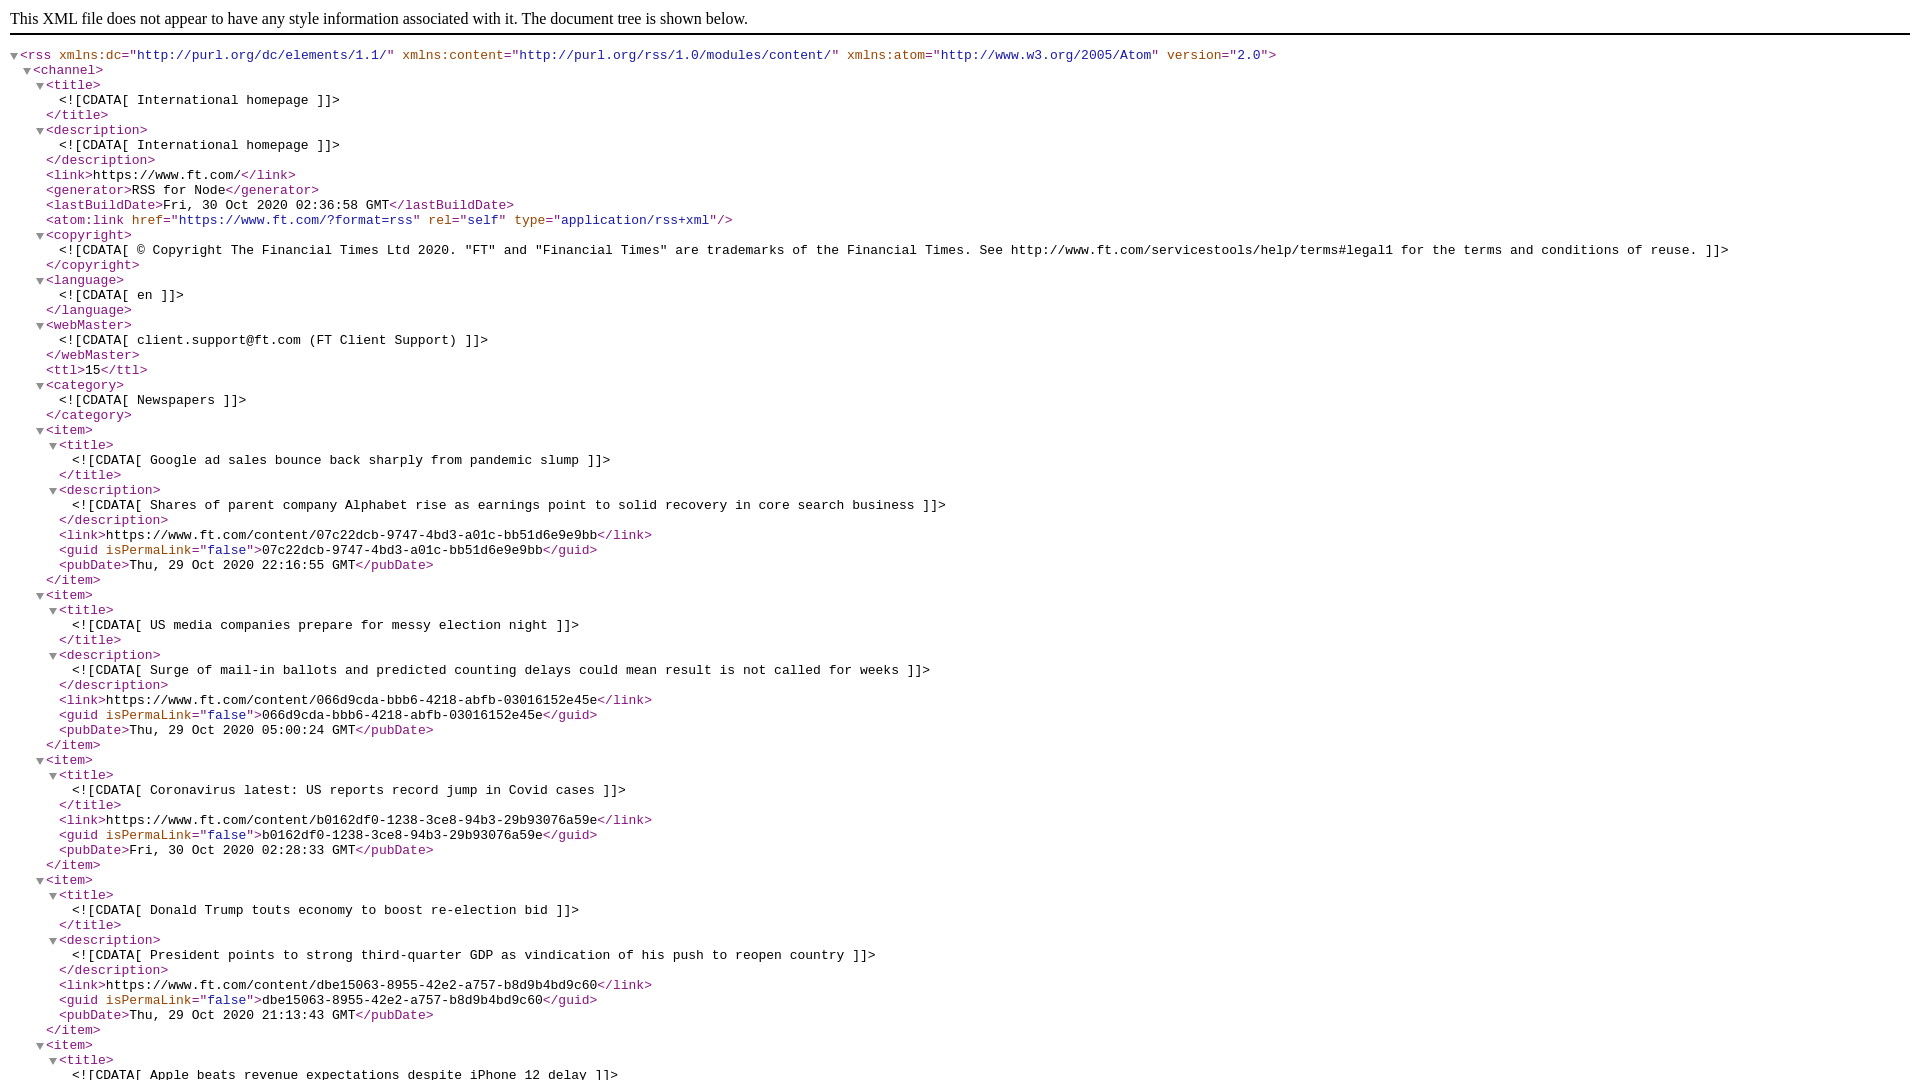 This XML file does not appear to have any style information associated with it. The document tree is shown below.
<rss xmlns:dc="http://purl.org/dc/elements/1.1/" xmlns:content="http://purl.org/rss/1.0/modules/content/" xmlns:atom="http://www.w3.org/2005/Atom" version="2.0">
<channel>
<title>
<![CDATA[ International homepage ]]>
</title>
<description>
<![CDATA[ International homepage ]]>
</description>
<link>https://www.ft.com/</link>
<generator>RSS for Node</generator>
<lastBuildDate>Fri, 30 Oct 2020 02:36:58 GMT</lastBuildDate>
<atom:link href="https://www.ft.com/?format=rss" rel="self" type="application/rss+xml"/>
<copyright>
<![CDATA[ © Copyright The Financial Times Ltd 2020. "FT" and "Financial Times" are trademarks of the Financial Times. See http://www.ft.com/servicestools/help/terms#legal1 for the terms and conditions of reuse. ]]>
</copyright>
<language>
<![CDATA[ en ]]>
</language>
<webMaster>
<![CDATA[ client.support@ft.com (FT Client Support) ]]>
</webMaster>
<ttl>15</ttl>
<category>
<![CDATA[ Newspapers ]]>
</category>
<item>
<title>
<![CDATA[ Google ad sales bounce back sharply from pandemic slump ]]>
</title>
<description>
<![CDATA[ Shares of parent company Alphabet rise as earnings point to solid recovery in core search business ]]>
</description>
<link>https://www.ft.com/content/07c22dcb-9747-4bd3-a01c-bb51d6e9e9bb</link>
<guid isPermaLink="false">07c22dcb-9747-4bd3-a01c-bb51d6e9e9bb</guid>
<pubDate>Thu, 29 Oct 2020 22:16:55 GMT</pubDate>
</item>
<item>
<title>
<![CDATA[ US media companies prepare for messy election night ]]>
</title>
<description>
<![CDATA[ Surge of mail-in ballots and predicted counting delays could mean result is not called for weeks ]]>
</description>
<link>https://www.ft.com/content/066d9cda-bbb6-4218-abfb-03016152e45e</link>
<guid isPermaLink="false">066d9cda-bbb6-4218-abfb-03016152e45e</guid>
<pubDate>Thu, 29 Oct 2020 05:00:24 GMT</pubDate>
</item>
<item>
<title>
<![CDATA[ Coronavirus latest: US reports record jump in Covid cases ]]>
</title>
<link>https://www.ft.com/content/b0162df0-1238-3ce8-94b3-29b93076a59e</link>
<guid isPermaLink="false">b0162df0-1238-3ce8-94b3-29b93076a59e</guid>
<pubDate>Fri, 30 Oct 2020 02:28:33 GMT</pubDate>
</item>
<item>
<title>
<![CDATA[ Donald Trump touts economy to boost re-election bid ]]>
</title>
<description>
<![CDATA[ President points to strong third-quarter GDP as vindication of his push to reopen country ]]>
</description>
<link>https://www.ft.com/content/dbe15063-8955-42e2-a757-b8d9b4bd9c60</link>
<guid isPermaLink="false">dbe15063-8955-42e2-a757-b8d9b4bd9c60</guid>
<pubDate>Thu, 29 Oct 2020 21:13:43 GMT</pubDate>
</item>
<item>
<title>
<![CDATA[ Apple beats revenue expectations despite iPhone 12 delay ]]>